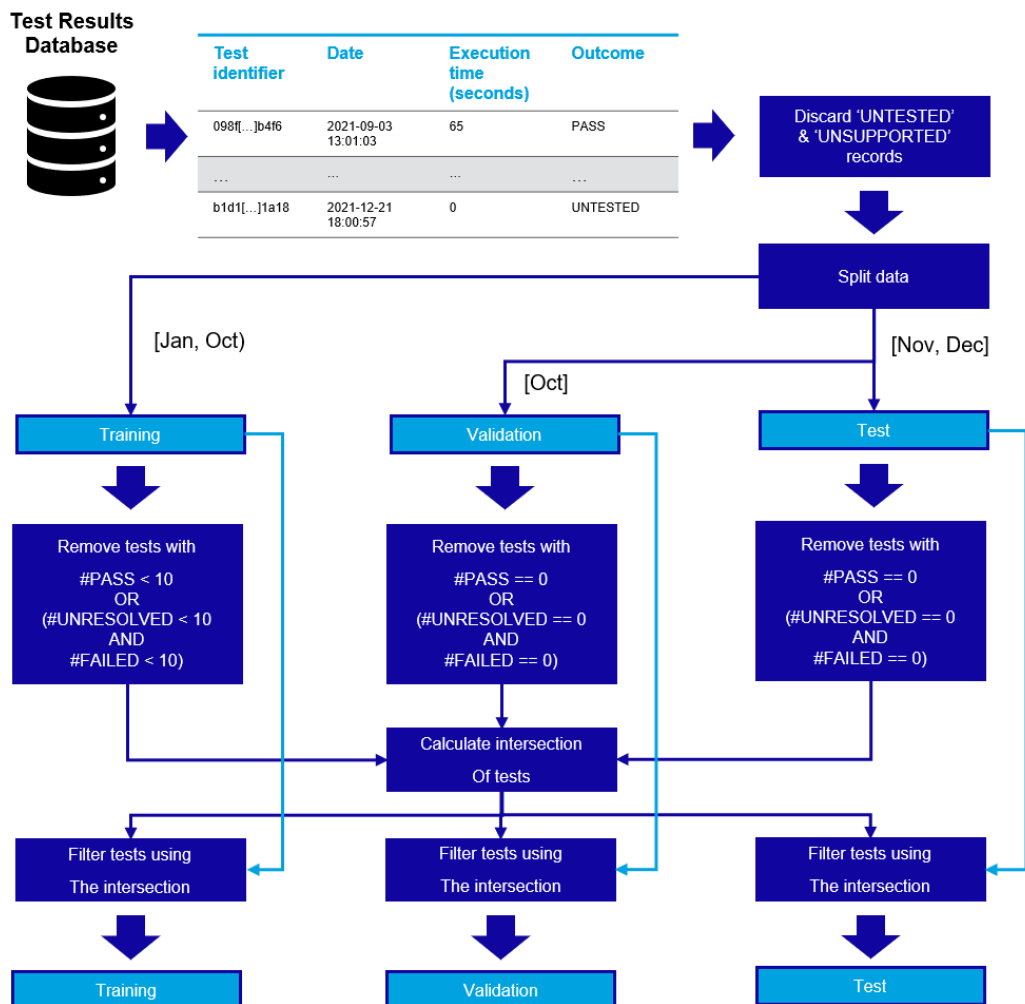 Test Results
Database
Test
identifier
Date
Execution
time
(seconds)
Outcome
098f[...]b4f6
2021-09-03
13:01:03
65
PASS
...
...
...
...
b1d1[...]1a18
2021-12-21
18:00:57
0
UNTESTED
Discard ‘UNTESTED’
& ‘UNSUPPORTED’
records
Split data
[Jan, Oct)
[Oct]
[Nov, Dec]
Training
Validation
Test
Remove tests with
#PASS < 10
OR
(#UNRESOLVED < 10
AND
#FAILED < 10)
Remove tests with
#PASS == 0
OR
(#UNRESOLVED == 0
AND
#FAILED == 0)
Remove tests with
#PASS == 0
OR
(#UNRESOLVED == 0
AND
#FAILED == 0)
Calculate intersection
Of tests
Filter tests using
The intersection
Filter tests using
The intersection
Filter tests using
The intersection
Training
Validation
Test